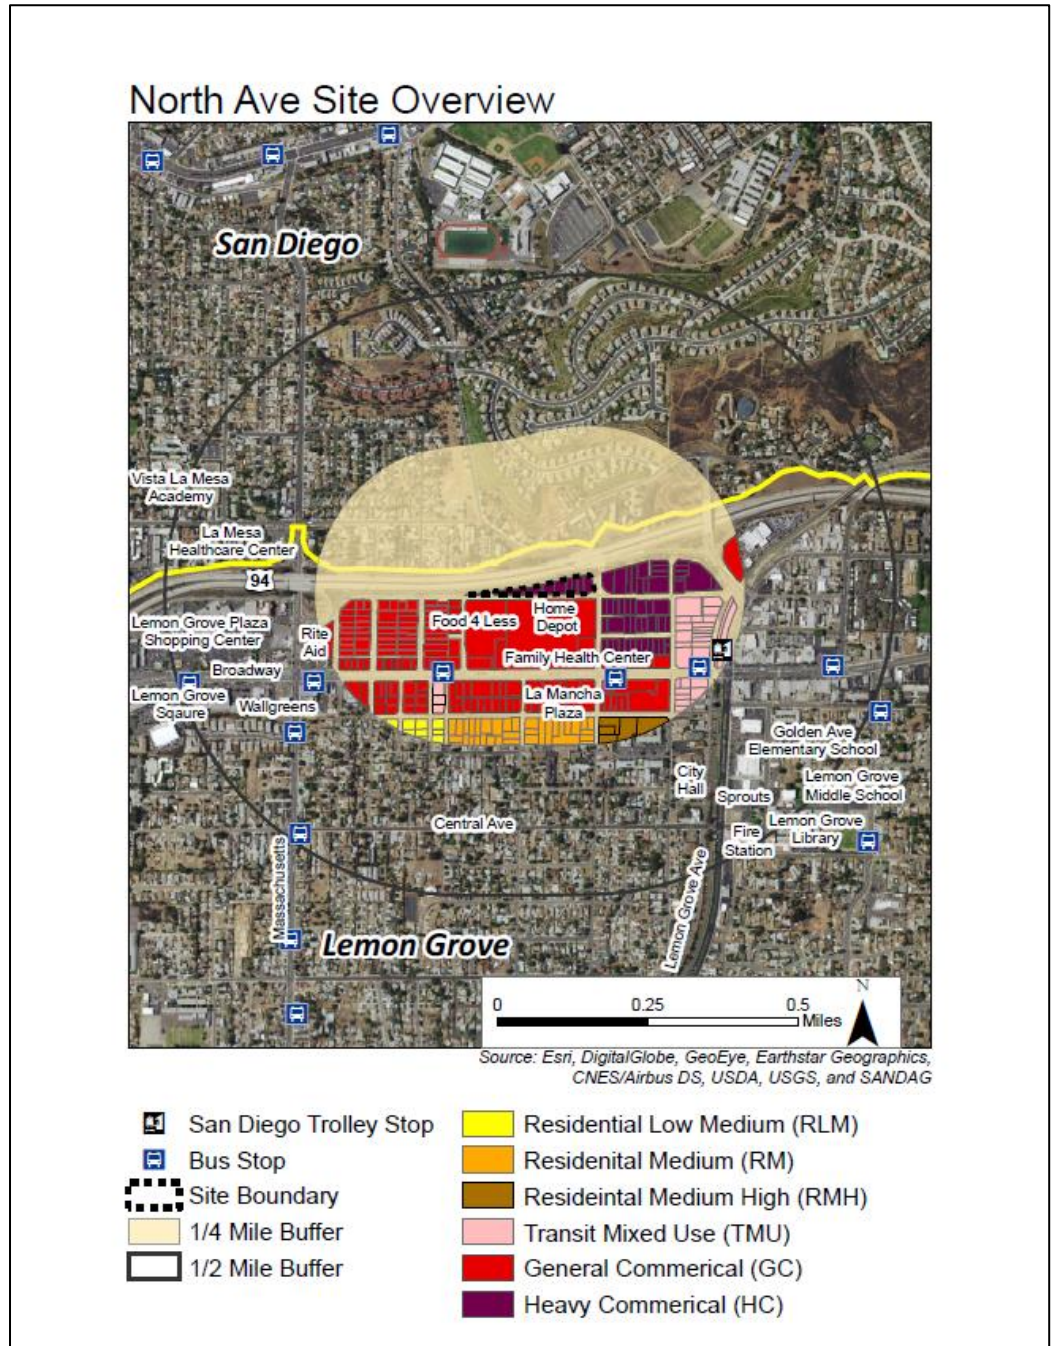 North Ave Site Overview
San Diego
Vista La Mesa
Academy
La Mesa
Healthcare Center
94
Lemon Grove Plaza
Shopping Center
Rite
Aid
Food 4 Less
Home
Depot
Family Health Center
Broadway
Lemon Grove
Sqaure
Wallgreens
La Mancha
Plaza
Golden Ave
Elementary School
City
Hall
Sprouts
Lemon Grove
Middle School
Central Ave
Fire
Station
Lemon Grove
Library
Massachusetts
Lemon Grove Ave
Lemon Grove
N
0 0.25 0.5
Miles
Source: Esri, DigitalGlobe, GeoEye, Earthstar Geographics,
CNES/Airbus DS, USDA, USGS, and SANDAG
San Diego Trolley Stop
Bus Stop
Site Boundary
1/4 Mile Buffer
1/2 Mile Buffer
Residential Low Medium (RLM)
Residenital Medium (RM)
Resideintal Medium High (RMH)
Transit Mixed Use (TMU)
General Commerical (GC)
Heavy Commerical (HC)